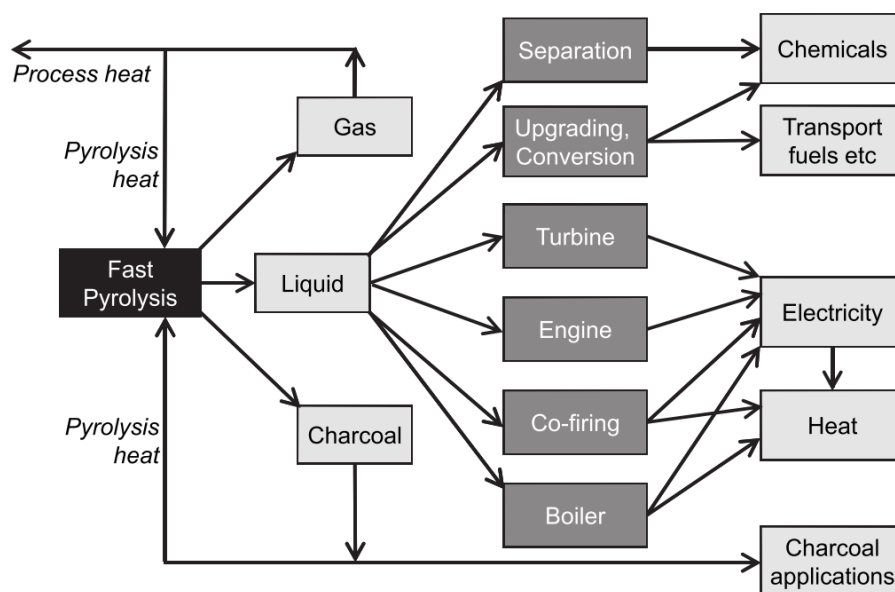 Process heat
Pyrolysis
heat
Gas
Fast
Pyrolysis
Liquid
Pyrolysis
heat
Charcoal
Separation
Upgrading,
Conversion
Turbine
Engine
Co-firing
Boiler
Chemicals
Transport
fuels etc
Electricity
Heat
Charcoal
applications